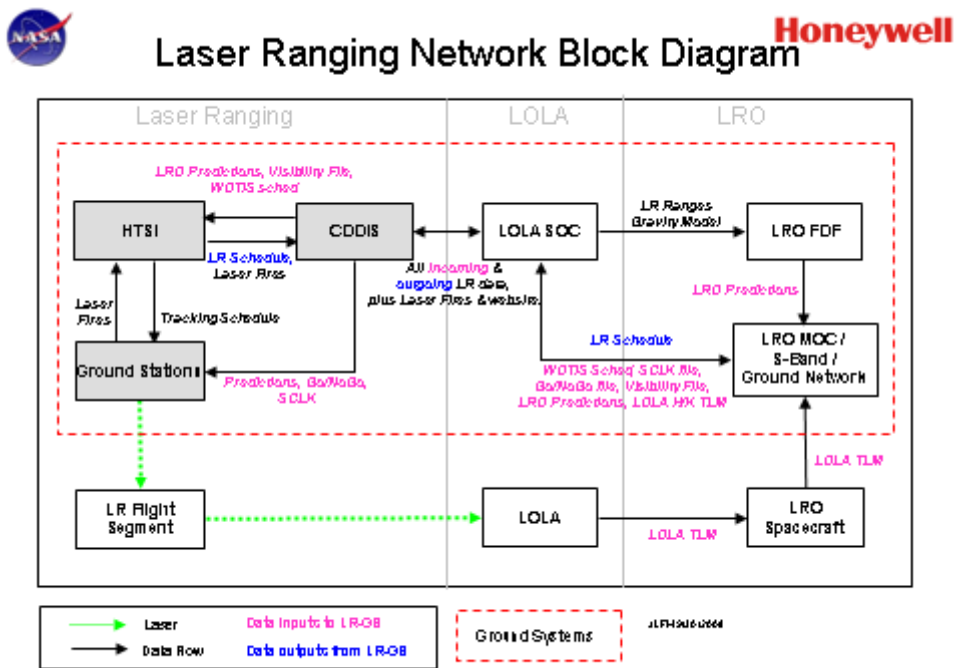 NASA
Honeywell
Laser Ranging Network Block Diagram
Laser Ranging
LOLA
LRO
LRO Predictions, Visibility File,
WOTIS sched
HTSI
CDDIS
LR Schedule,
Laser Fires
LOLA SOC
LR Ranges
Gravity Model
LRO FDF
All incoming &
outgoing LR data,
plus Laser Fires & website.
LRO Predictions
Laser
Fires
Tracking Schedule
Ground Stations
Predictions, Go/NoGo,
SCLK
LR Schedule
WOTIS Sched, SCLK file,
Go/NoGo file, Visibility File,
LRO Predictions, LOLA HK TLM
LRO MOC /
S-Band /
Ground Network
LOLA TLM
LR Flight
Segment
LOLA
LOLA TLM
LRO
Spacecraft
Laser
Data Inputs to LR-GS
Data Flow
Data outputs from LR-GS
Ground Systems